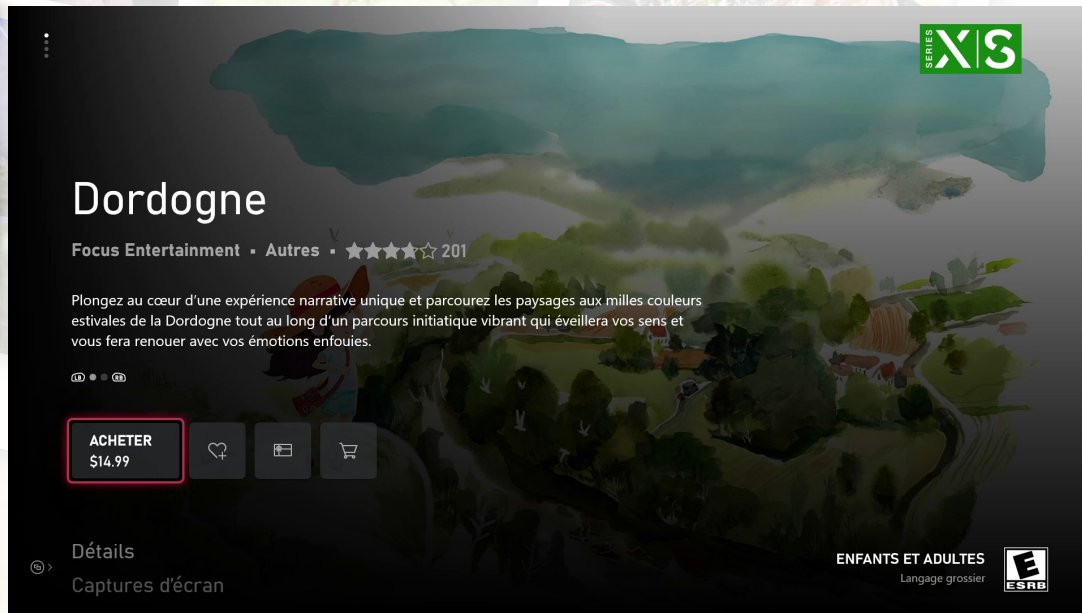 SERIES X|S
Dordogne
Focus Entertainment ▪ Autres ▪ 201
Plongez au cœur d'une expérience narrative unique et parcourez les paysages aux milles couleurs
estivales de la Dordogne tout au long d'un parcours initiatique vibrant qui éveillera vos sens et
vous fera renouer avec vos émotions enfouies.
LB RB
ACHETER
$14.99
Détails
Captures d'écran
ENFANTS ET ADULTES
Langage grossier
E
ESRB